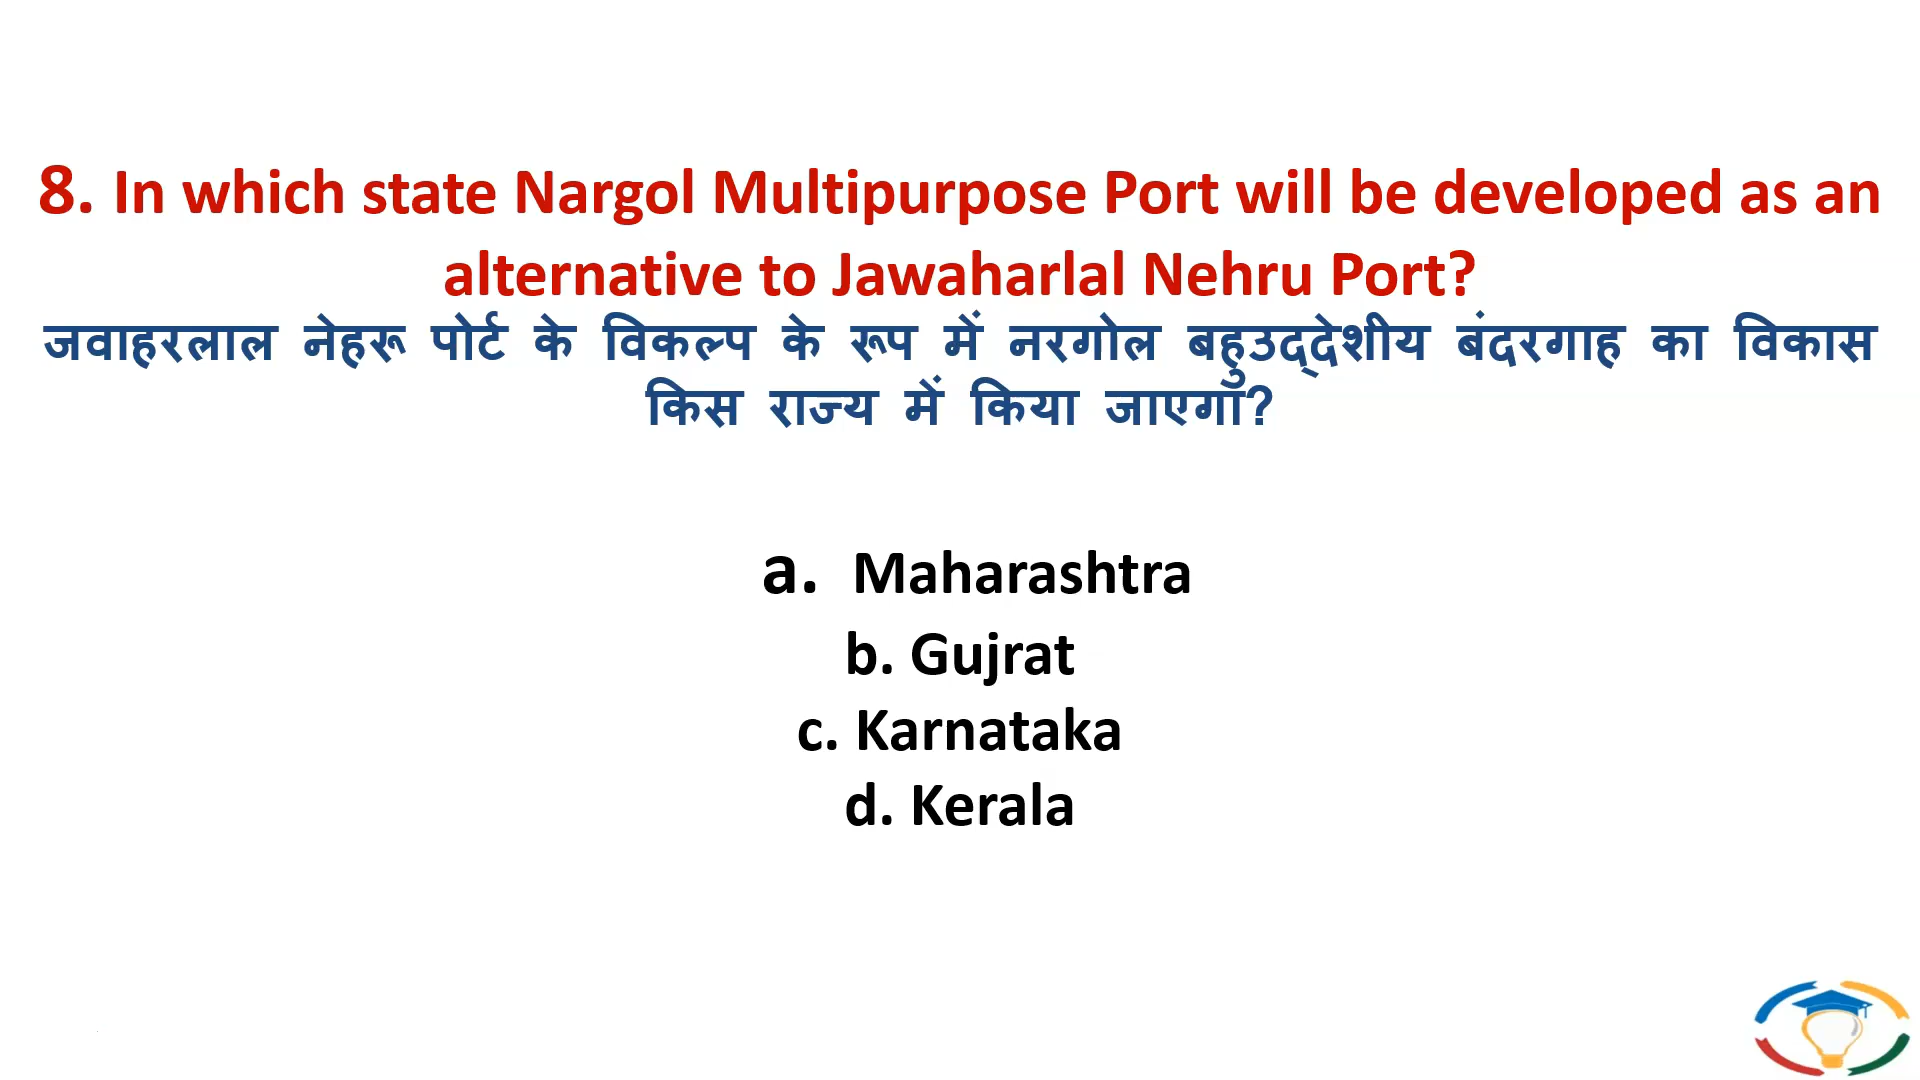 8. In which state Nargol Multipurpose Port will be developed as an
alternative to Jawaharlal Nehru Port?
जवाहरलाल नेहरू पोर्ट के विकल्प के रूप में नरगोल बहुउद्देशीय बंदरगाह का विकास
किस राज्य में किया जाएगा?
a. Maharashtra
b. Gujrat
c. Karnataka
d. Kerala